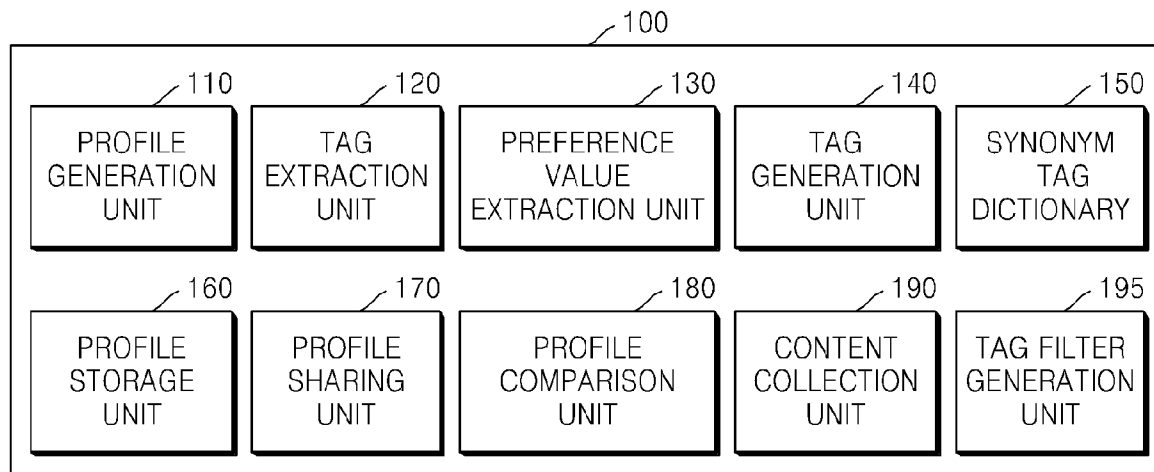 100
110
PROFILE
GENERATION
UNIT
120
TAG
EXTRACTION
UNIT
130
PREFERENCE
VALUE
EXTRACTION UNIT
140
TAG
GENERATION
UNIT
150
SYNONYM
TAG
DICTIONARY
160
PROFILE
STORAGE
UNIT
170
PROFILE
SHARING
UNIT
180
PROFILE
COMPARISON
UNIT
190
CONTENT
COLLECTION
UNIT
195
TAG FILTER
GENERATION
UNIT